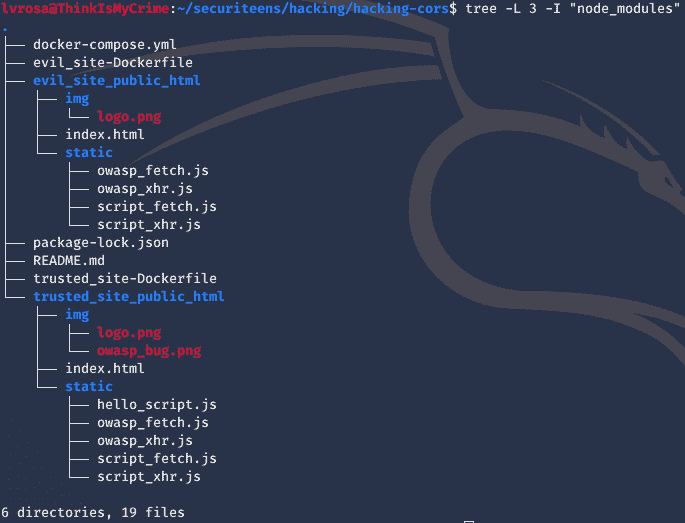 lvrosa@ThinkIsMyCrime:~/securiteens/hacking/hacking-cors$ tree -L 3 -I "node_modules"
.
├── docker-compose.yml
├── evil_site-Dockerfile
├── evil_site_public_html
│   ├── img
│   │   └── logo.png
│   ├── index.html
│   └── static
│       ├── owasp_fetch.js
│       ├── owasp_xhr.js
│       ├── script_fetch.js
│       └── script_xhr.js
├── package-lock.json
├── README.md
├── trusted_site-Dockerfile
└── trusted_site_public_html
    ├── img
    │   ├── logo.png
    │   └── owasp_bug.png
    ├── index.html
    └── static
        ├── hello_script.js
        ├── owasp_fetch.js
        ├── owasp_xhr.js
        ├── script_fetch.js
        └── script_xhr.js
6 directories, 19 files